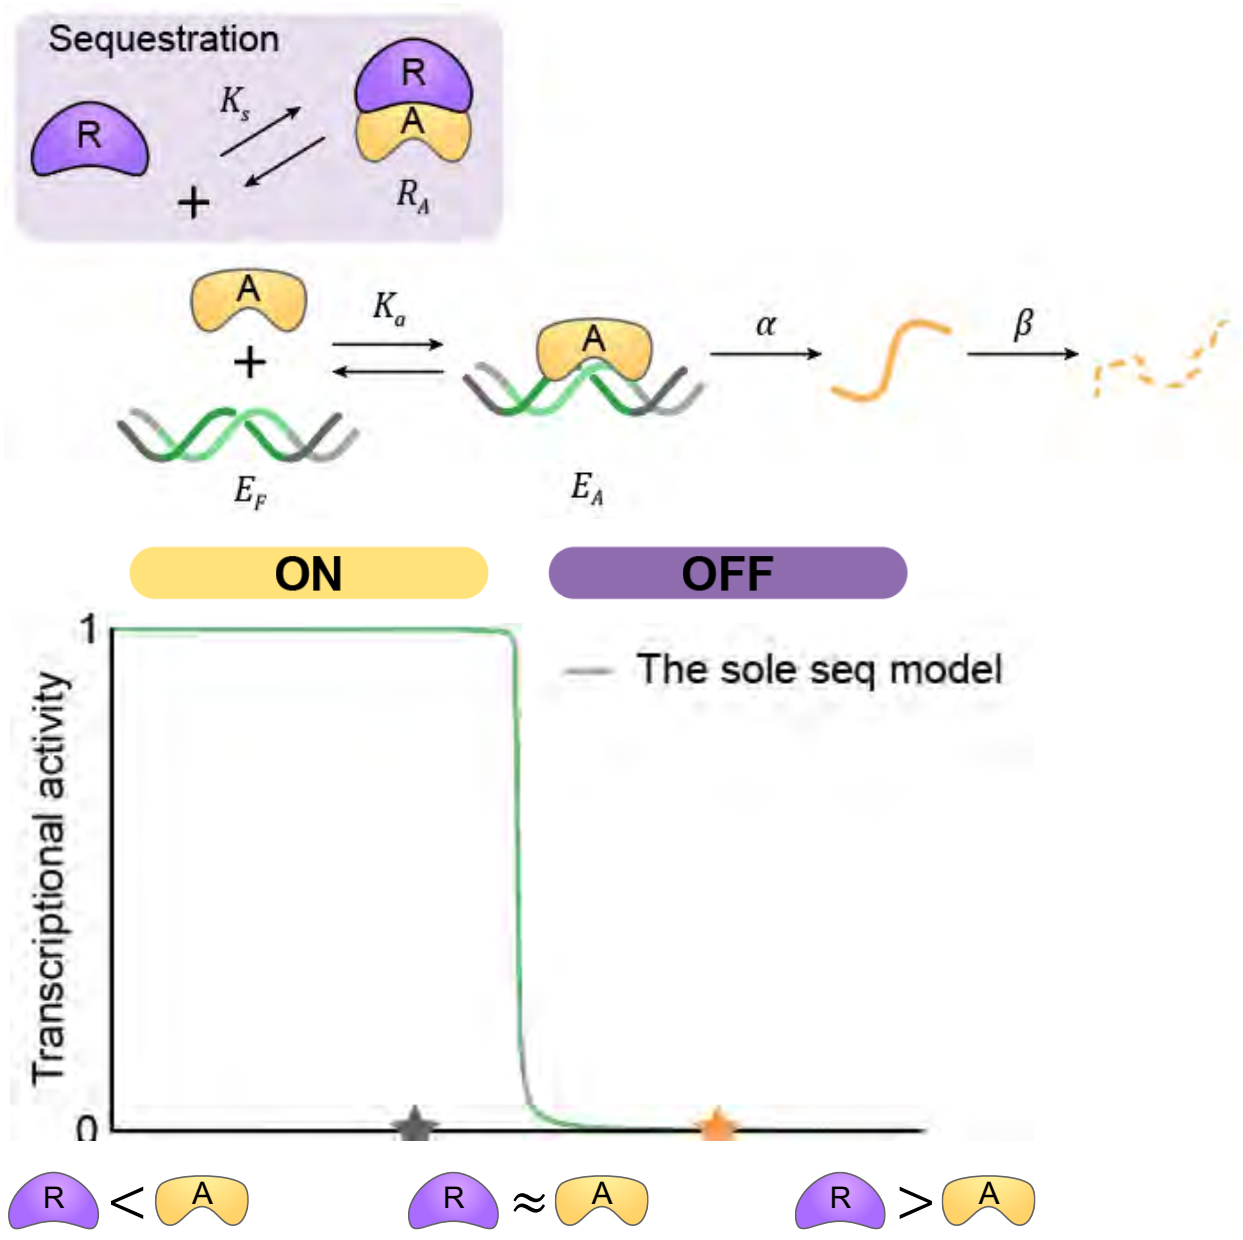 Sequestration
R
R
A
K_s
+
R_A
A
+
K_a
A
α
β
E_F
E_A
ON
OFF
1
The sole seq model
Transcriptional activity
0
R < A
R ≈ A
R > A